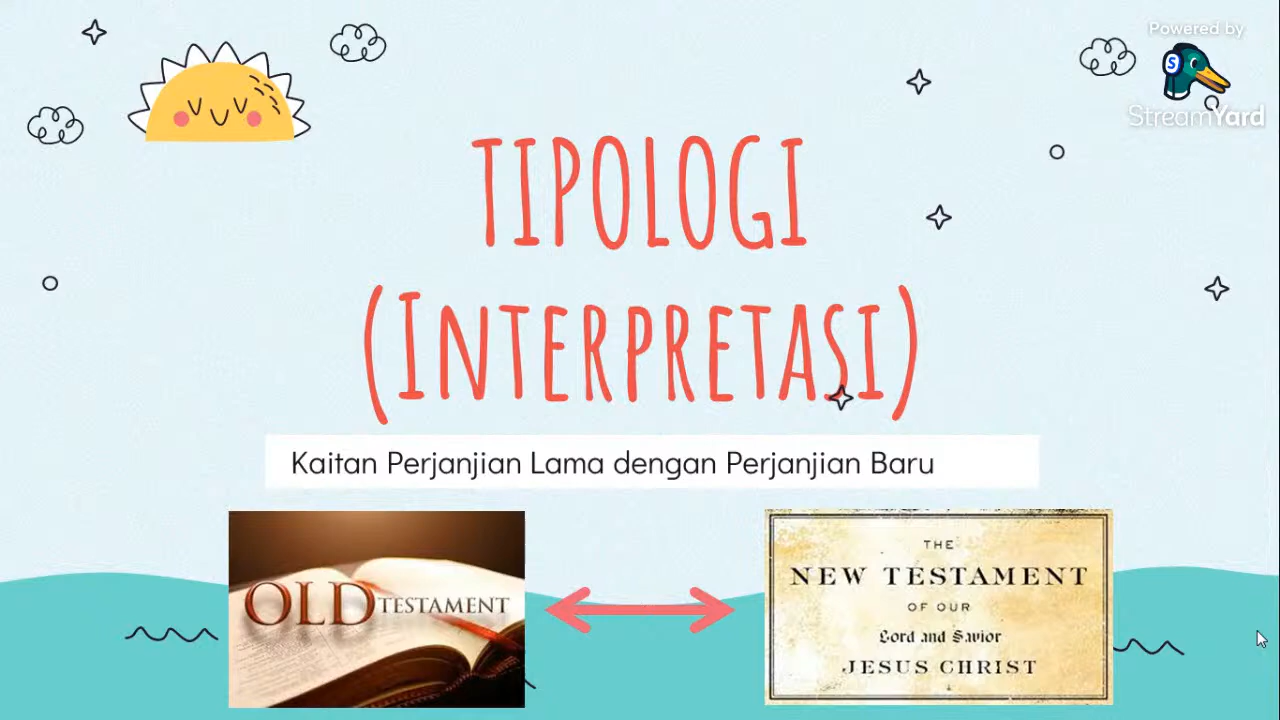 Powered by
S
StreamYard
TIPOLOGI
(INTERPRETASI)
Kaitan Perjanjian Lama dengan Perjanjian Baru
OLD TESTAMENT
THE
NEW TESTAMENT
OF OUR
Lord and Savior
JESUS CHRIST